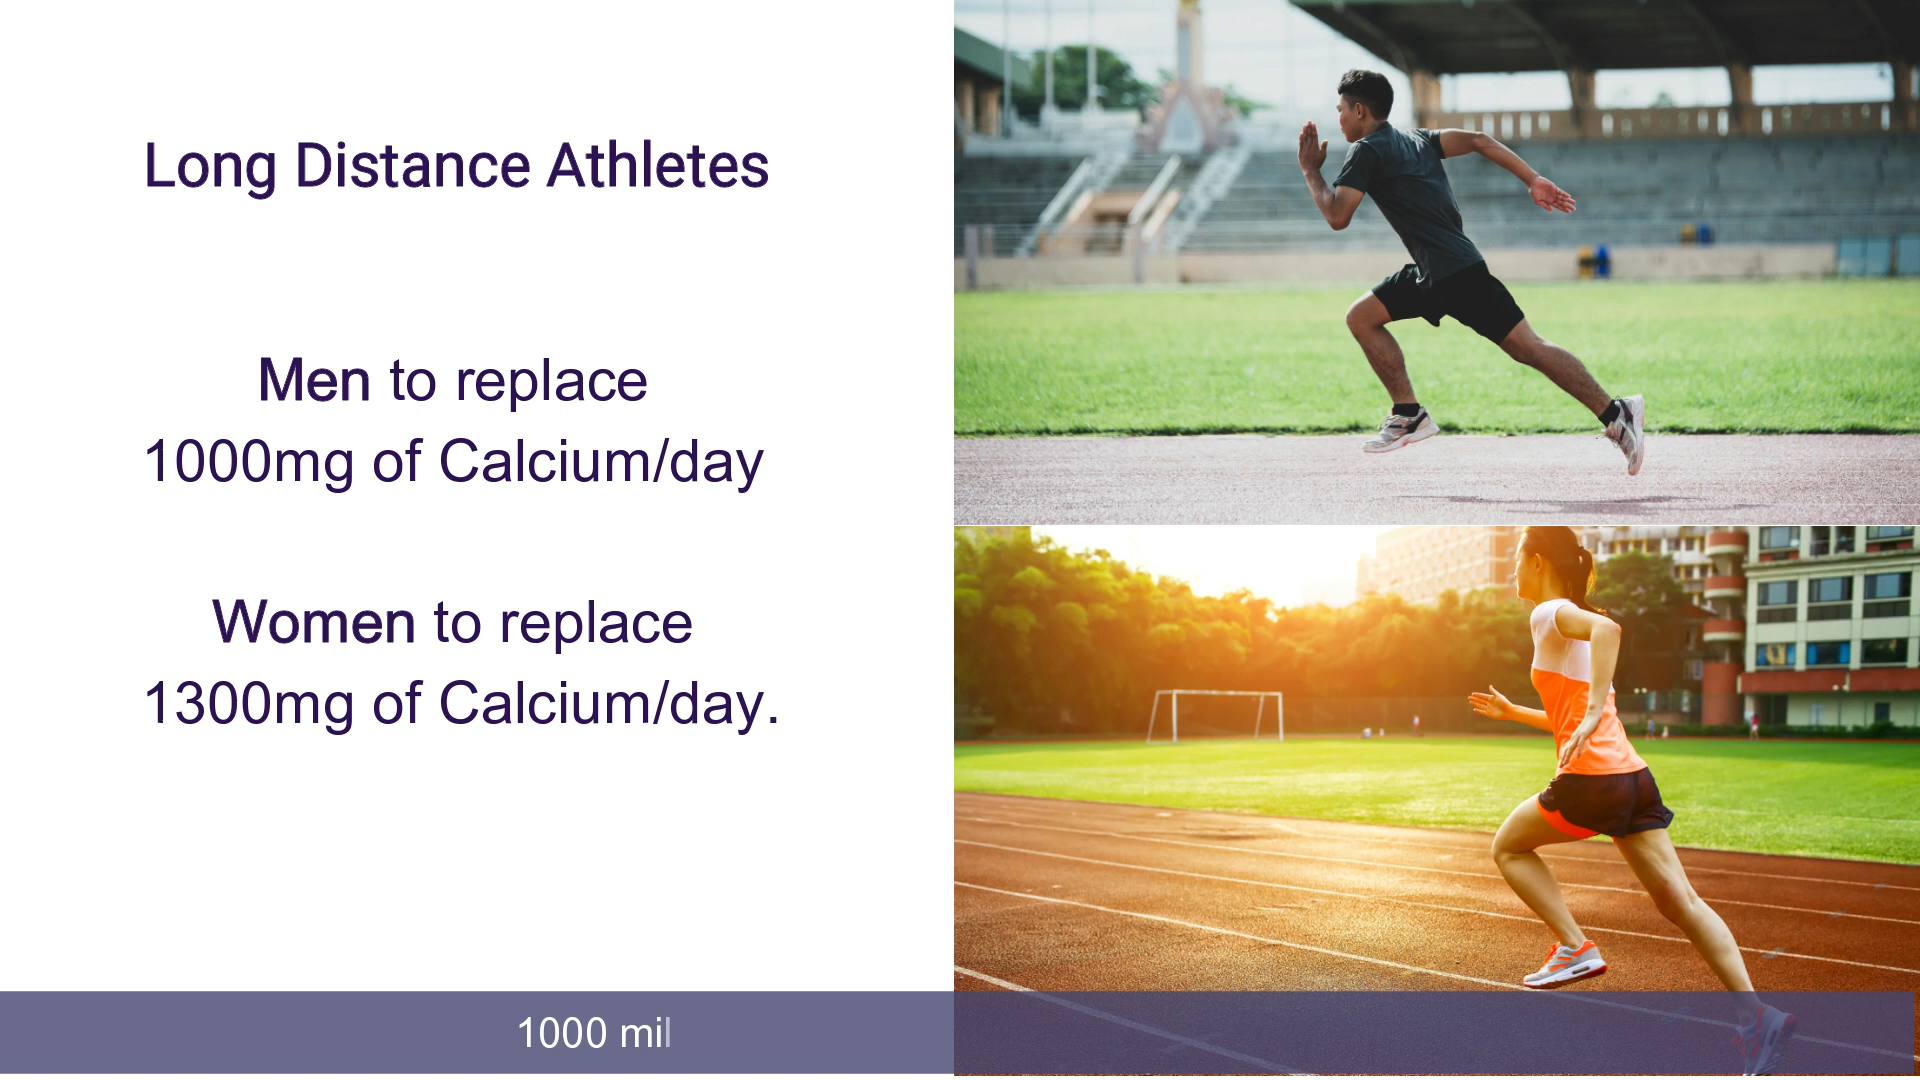 Long Distance Athletes
Men to replace
1000mg of Calcium/day
Women to replace
1300mg of Calcium/day.
1000 mil